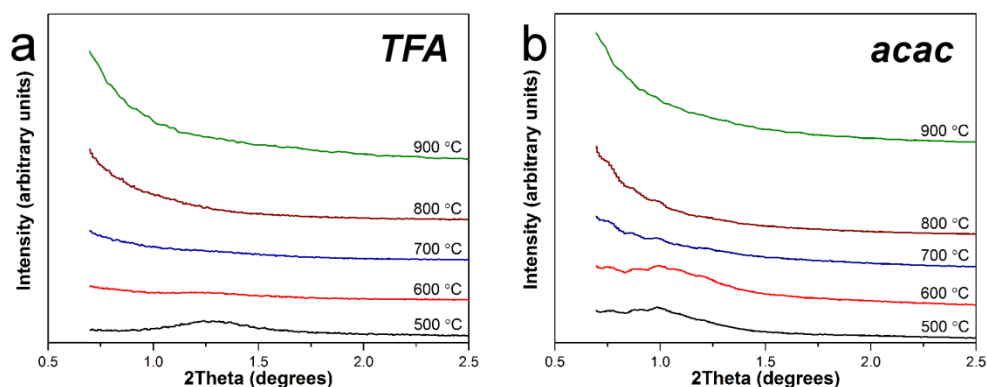 a
TFA
Intensity (arbitrary units)
900 °C
800 °C
700 °C
600 °C
500 °C
0.5 1.0 1.5 2.0 2.5
2Theta (degrees)
b
acac
Intensity (arbitrary units)
900 °C
800 °C
700 °C
600 °C
500 °C
0.5 1.0 1.5 2.0 2.5
2Theta (degrees)